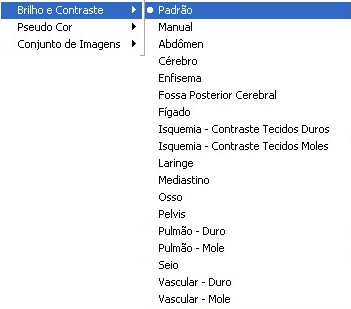 Brilho e Contraste
Pseudo Cor
Conjunto de Imagens
Padrão
Manual
Abdômen
Cérebro
Enfisema
Fossa Posterior Cerebral
Fígado
Isquemia - Contraste Tecidos Duros
Isquemia - Contraste Tecidos Moles
Laringe
Mediastino
Osso
Pelvis
Pulmão - Duro
Pulmão - Mole
Seio
Vascular - Duro
Vascular - Mole